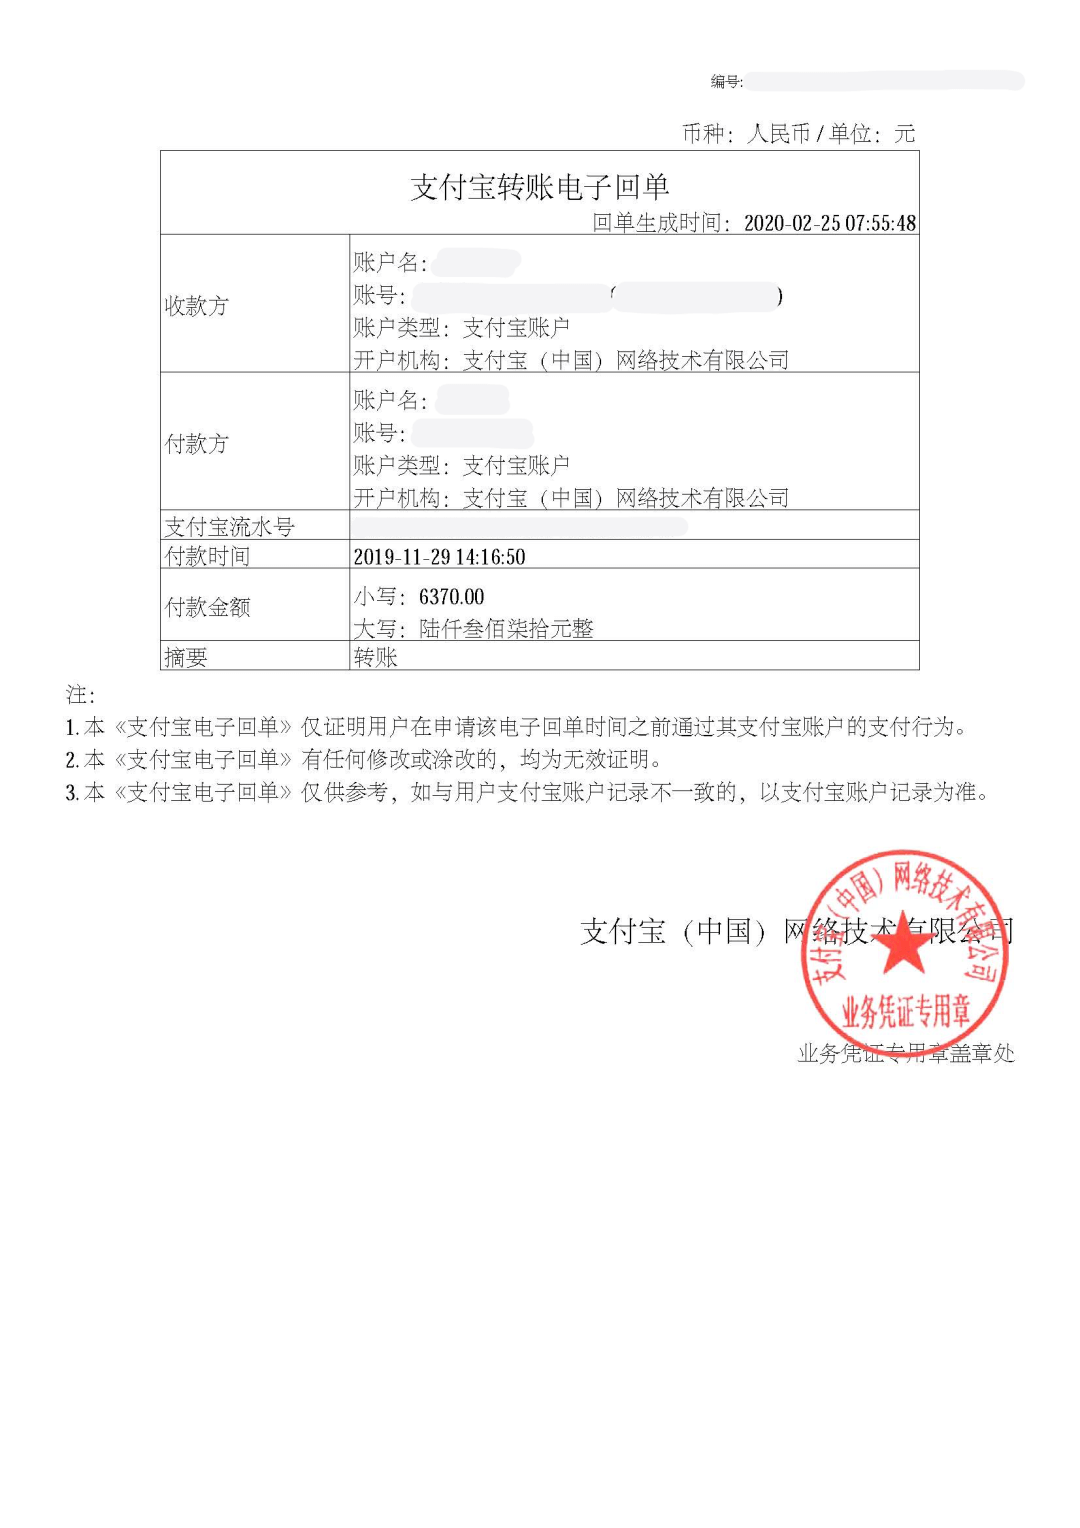 编号:
币种：人民币 / 单位：元
支付宝转账电子回单
回单生成时间：2020-02-25 07:55:48
收款方
账户名：
账号：( )
账户类型：支付宝账户
开户机构：支付宝（中国）网络技术有限公司
付款方
账户名：
账号：
账户类型：支付宝账户
开户机构：支付宝（中国）网络技术有限公司
支付宝流水号
付款时间 2019-11-29 14:16:50
付款金额
小写：6370.00
大写：陆仟叁佰柒拾元整
摘要 转账
注：
1.本《支付宝电子回单》仅证明用户在申请该电子回单时间之前通过其支付宝账户的支付行为。
2.本《支付宝电子回单》有任何修改或涂改的，均为无效证明。
3.本《支付宝电子回单》仅供参考，如与用户支付宝账户记录不一致的，以支付宝账户记录为准。
支付宝（中国）网络技术有限公司
支付宝（中国）网络技术有限公司
业务凭证专用章
业务凭证专用章盖章处